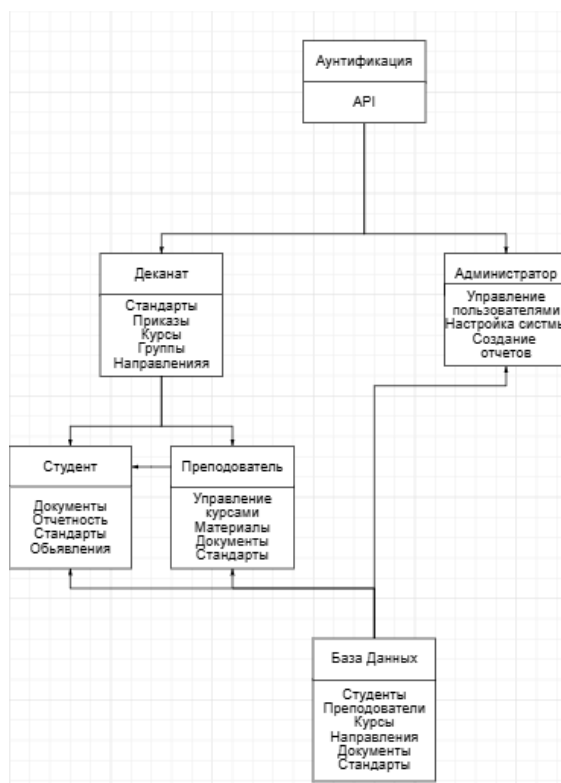 Аунтификация
API
Деканат
Стандарты
Приказы
Курсы
Группы
Направленияя
Администратор
Управление
пользователями
Настройка систмы
Создание
отчетов
Студент
Документы
Отчетность
Стандарты
Обьявления
Преподователь
Управление
курсами
Материалы
Документы
Стандарты
База Данных
Студенты
Преподователи
Курсы
Направления
Документы
Стандарты